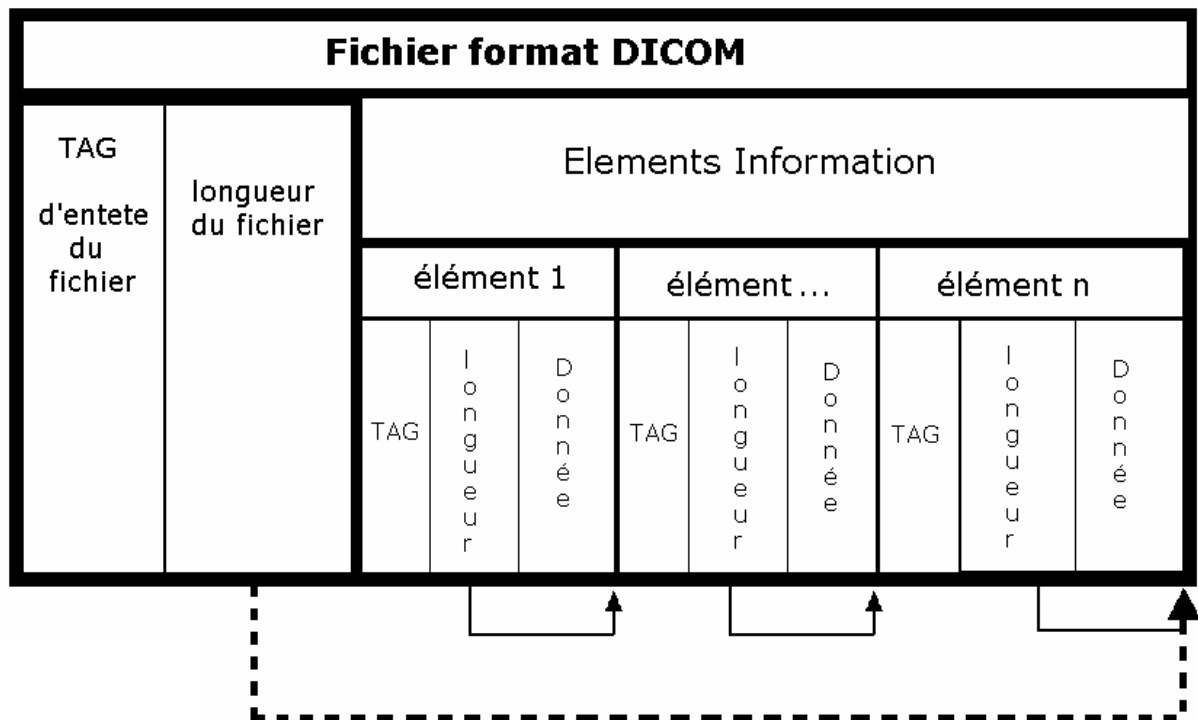 Fichier format DICOM
TAG
d'entete
du
fichier
longueur
du fichier
Elements Information
élément 1
élément...
élément n
TAG
longueur
Donnée
TAG
longueur
Donnée
TAG
longueur
Donnée